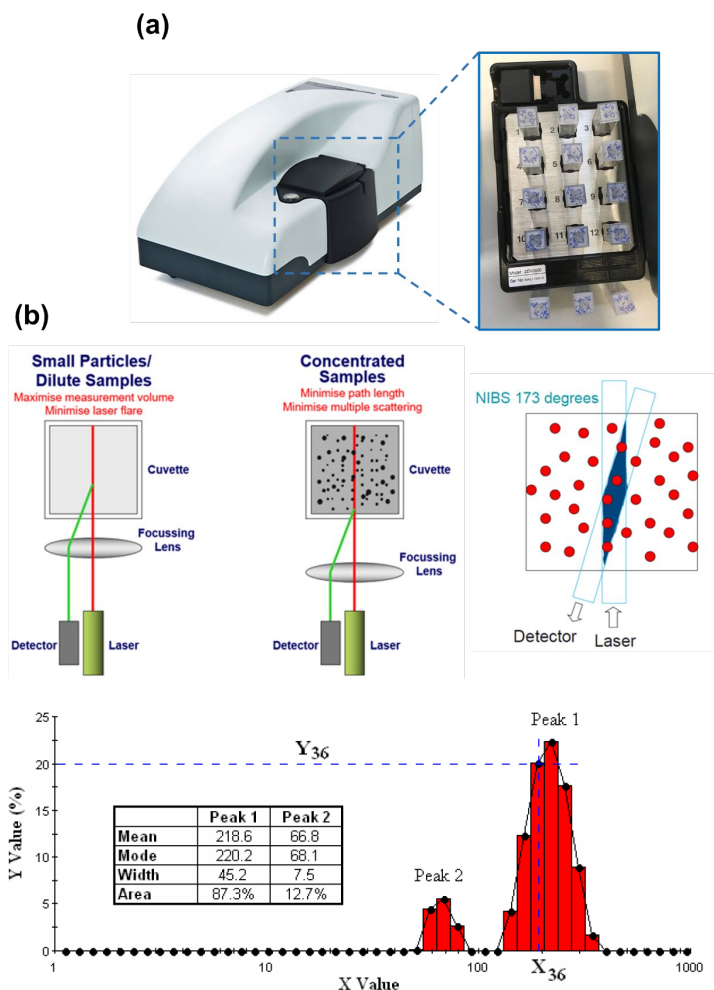 (a)
1 2 3
5 6
7 8 9
10 11 12
(b)
Small Particles/
Dilute Samples
Maximise measurement volume
Minimise laser flare
Cuvette
Focussing
Lens
Detector
Laser
Concentrated
Samples
Minimise path length
Minimise multiple scattering
Cuvette
Focussing
Lens
Detector
Laser
NIBS 173 degrees
Detector
Laser
25
20
15
10
5
0
Y Value (%)
Y36
Peak 1
Peak 2
Peak 1 Peak 2
Mean 218.6 66.8
Mode 220.2 68.1
Width 45.2 7.5
Area 87.3% 12.7%
1 10 100 1000
X36
X Value